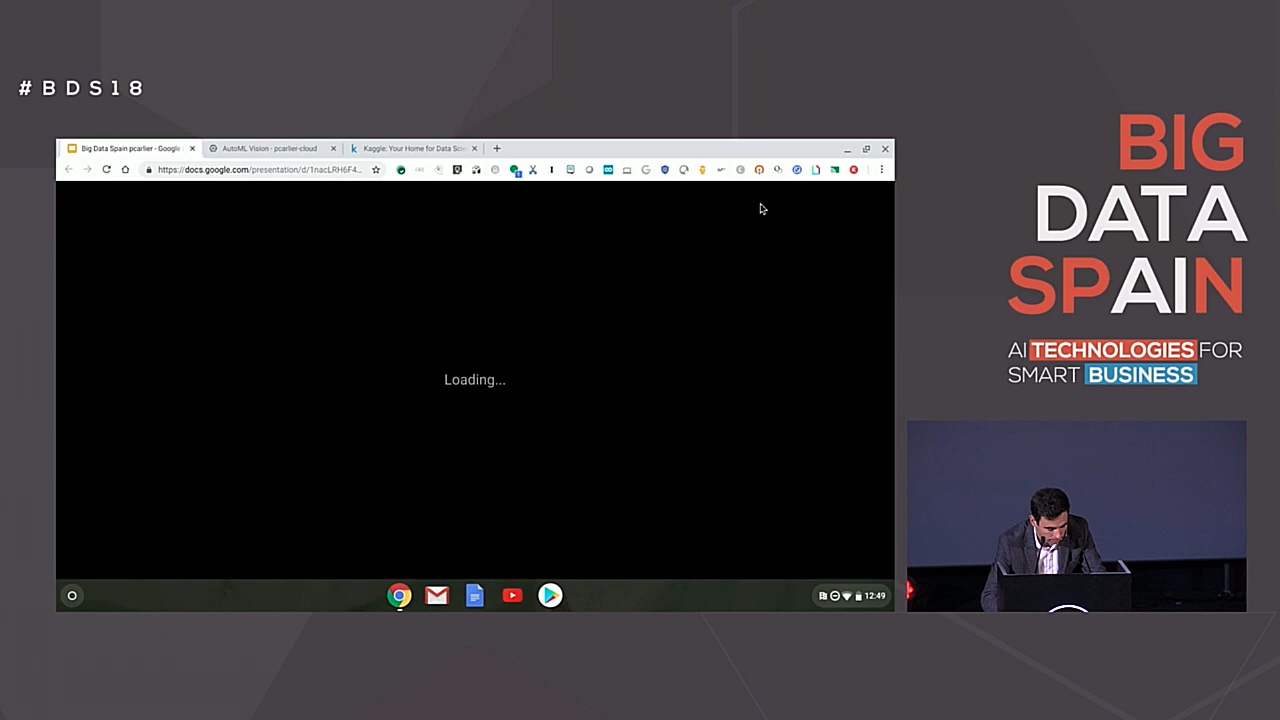 #BDS18
Big Data Spain pcarlier - Google
AutoML Vision - pcarlier-cloud
Kaggle: Your Home for Data Scie
https://docs.google.com/presentation/d/1nacLRH6F4...
Loading...
12:49
BIG
DATA
SPAIN
AI TECHNOLOGIES FOR
SMART BUSINESS